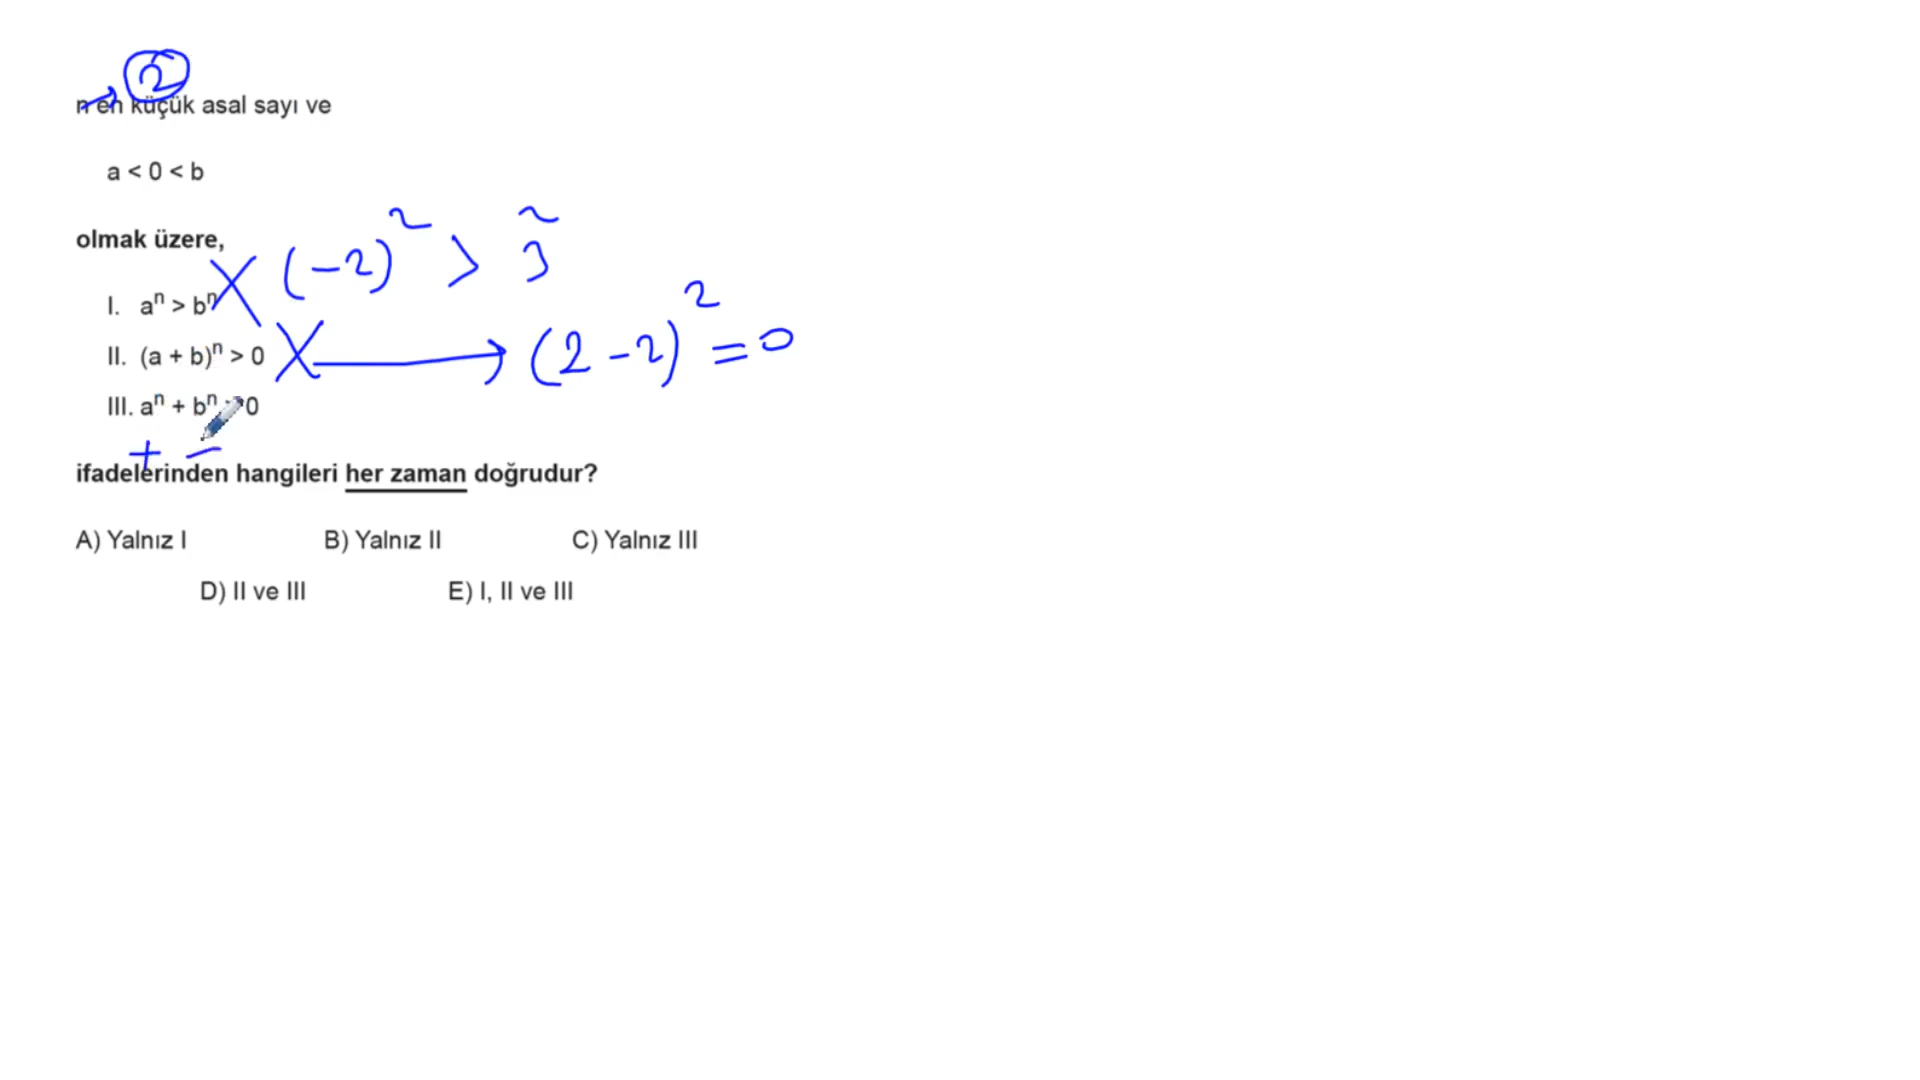 2
n en küçük asal sayı ve
a < 0 < b
olmak üzere,
(-2)² > 3²
I. aⁿ > bⁿ
II. (a + b)ⁿ > 0 → (2-2)² = 0
III. aⁿ + bⁿ 0
+ -
ifadelerinden hangileri her zaman doğrudur?
A) Yalnız I B) Yalnız II C) Yalnız III
D) II ve III E) I, II ve III